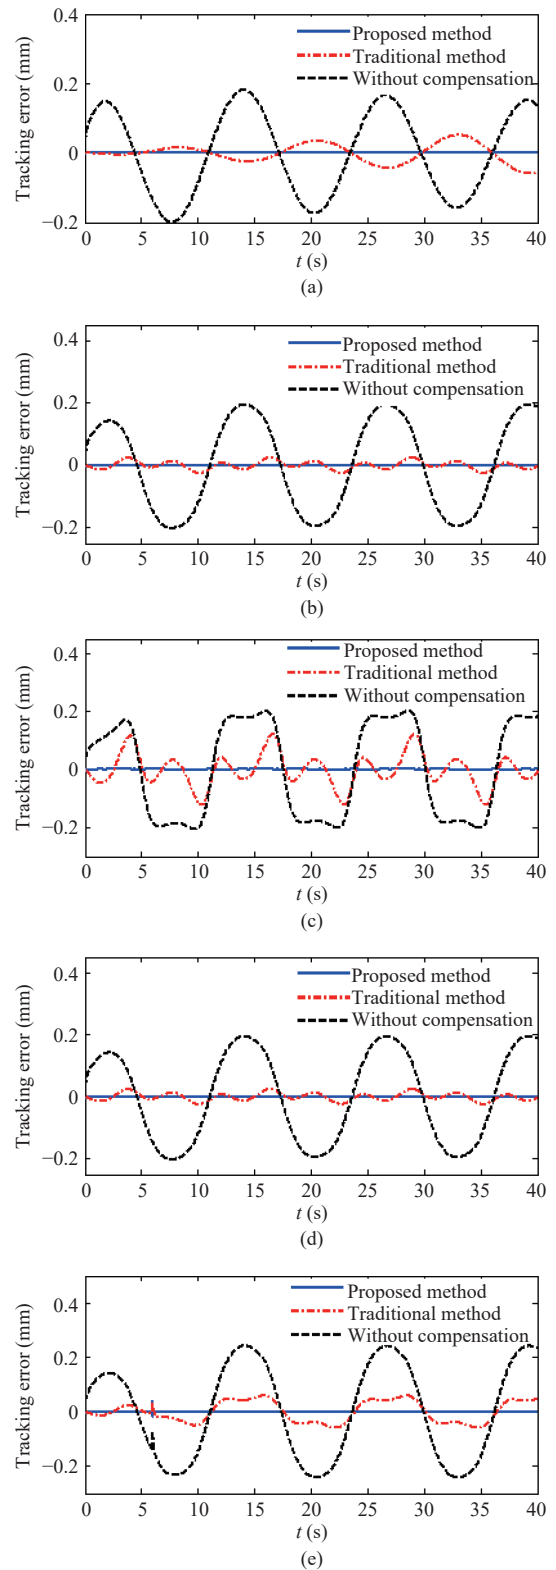 0.4
Proposed method
Traditional method
Without compensation
0.2
0
−0.2
Tracking error (mm)
0 5 10 15 20 25 30 35 40
t (s)
(a)
0.4
Proposed method
Traditional method
Without compensation
0.2
0
−0.2
Tracking error (mm)
0 5 10 15 20 25 30 35 40
t (s)
(b)
0.4
Proposed method
Traditional method
Without compensation
0.2
0
−0.2
Tracking error (mm)
0 5 10 15 20 25 30 35 40
t (s)
(c)
0.4
Proposed method
Traditional method
Without compensation
0.2
0
−0.2
Tracking error (mm)
0 5 10 15 20 25 30 35 40
t (s)
(d)
0.4
Proposed method
Traditional method
Without compensation
0.2
0
−0.2
Tracking error (mm)
0 5 10 15 20 25 30 35 40
t (s)
(e)